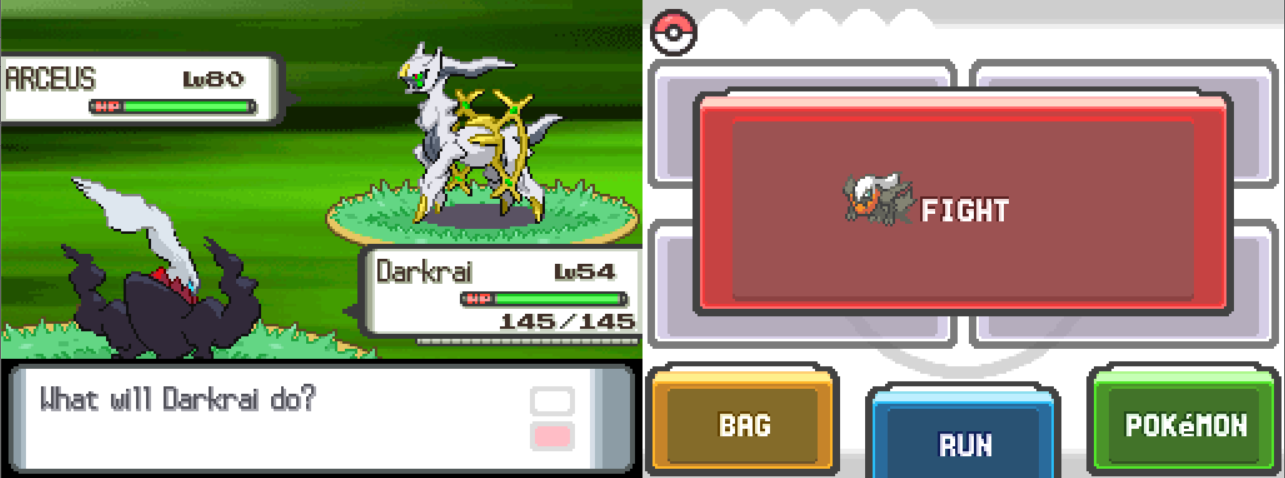 ARCEUS Lv80
HP
Darkrai Lv54
HP
145/145
What will Darkrai do?
FIGHT
BAG
RUN
POKéMON